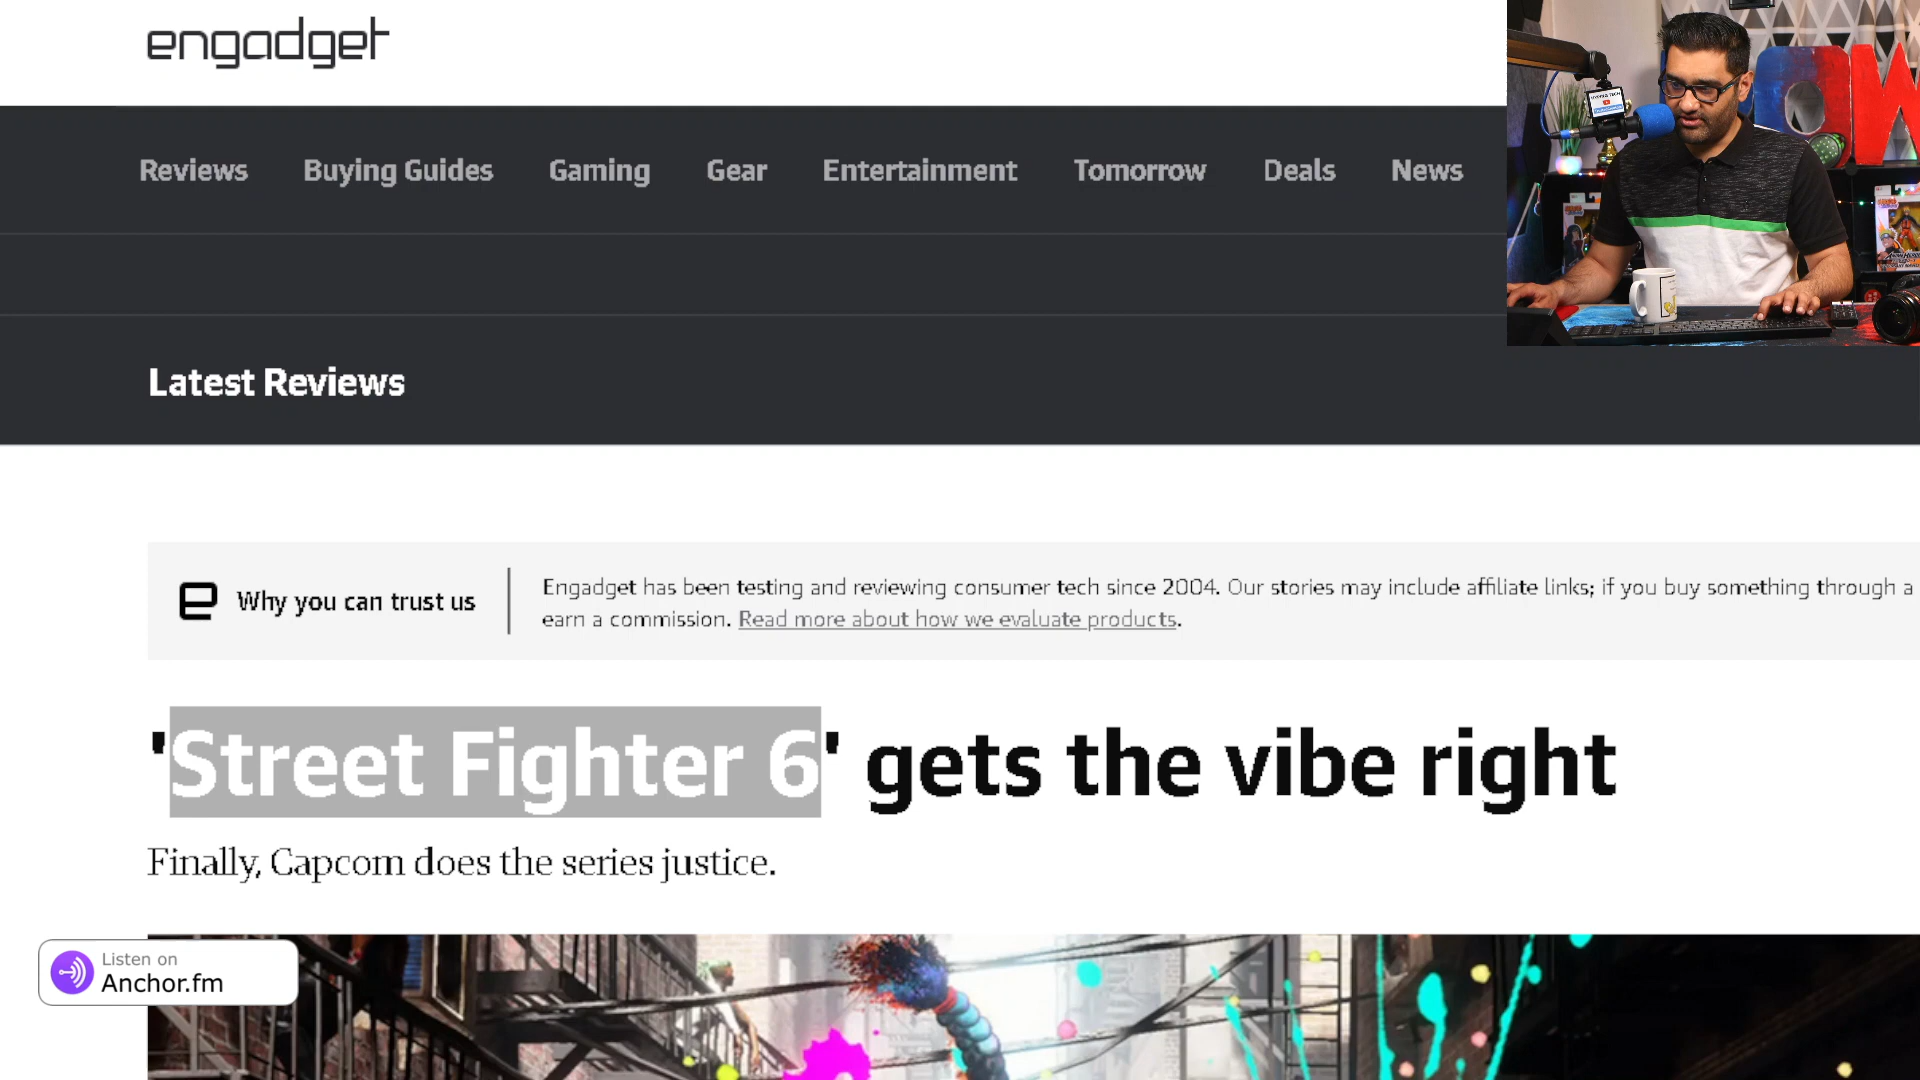 engadget
Reviews Buying Guides Gaming Gear Entertainment Tomorrow Deals News
Latest Reviews
Why you can trust us
Engadget has been testing and reviewing consumer tech since 2004. Our stories may include affiliate links; if you buy something through a
earn a commission. Read more about how we evaluate products.
'Street Fighter 6' gets the vibe right
Finally, Capcom does the series justice.
Listen on
Anchor.fm